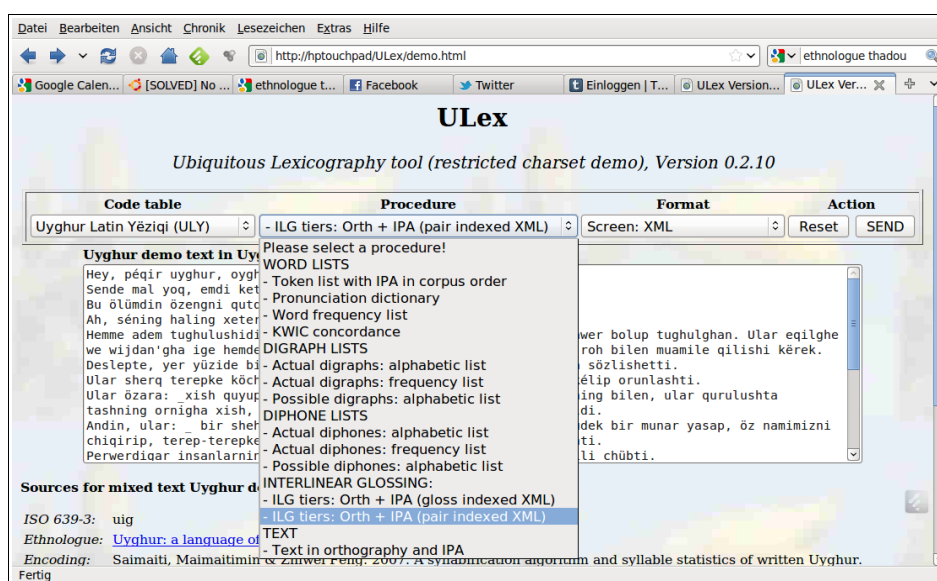 Datei Bearbeiten Ansicht Chronik Lesezeichen Extras Hilfe
http://hptouchpad/ULex/demo.html
ethnologue thadou
Google Calen... [SOLVED] No ... ethnologue t... Facebook Twitter Einloggen | T... ULex Version... ULex Ver...
ULex
Ubiquitous Lexicography tool (restricted charset demo), Version 0.2.10
Code table Procedure Format Action
Uyghur Latin Yëziqi (ULY) - ILG tiers: Orth + IPA (pair indexed XML) Screen: XML Reset SEND
Uyghur demo text in Uy
Hey, péqir uyghur, oygh
Sende mal yoq, emdi ket
Bu ölümdin özengni qutq
Ah, séning haling xeter
Hemme adem tughulushidi wer bolup tughulghan. Ular eqilghe
we wijdan'gha ige hemde roh bilen muamile qilishi kërek.
Deslepte, yer yüzide bi sözlishetti.
Ular sherq terepke köch kélip orunlashti.
Ular özara: _xish quyup ing bilen, ular qurulushta
tashning ornigha xish, di.
Andin, ular: _ bir sheh dek bir munar yasap, öz namimizni
chiqirip, terep-terepke ti.
Perwerdigar insanlarnin li chübti.
Please select a procedure!
WORD LISTS
- Token list with IPA in corpus order
- Pronunciation dictionary
- Word frequency list
- KWIC concordance
DIGRAPH LISTS
- Actual digraphs: alphabetic list
- Actual digraphs: frequency list
- Possible digraphs: alphabetic list
DIPHONE LISTS
- Actual diphones: alphabetic list
- Actual diphones: frequency list
- Possible diphones: alphabetic list
INTERLINEAR GLOSSING:
- ILG tiers: Orth + IPA (gloss indexed XML)
- ILG tiers: Orth + IPA (pair indexed XML)
TEXT
- Text in orthography and IPA
Sources for mixed text Uyghur d
ISO 639-3: uig
Ethnologue: Uyghur: a language of
Encoding: Saimaiti, Maimaitimin & Zhiwei Feng. 2007. A syllabification algorithm and syllable statistics of written Uyghur.
Fertig